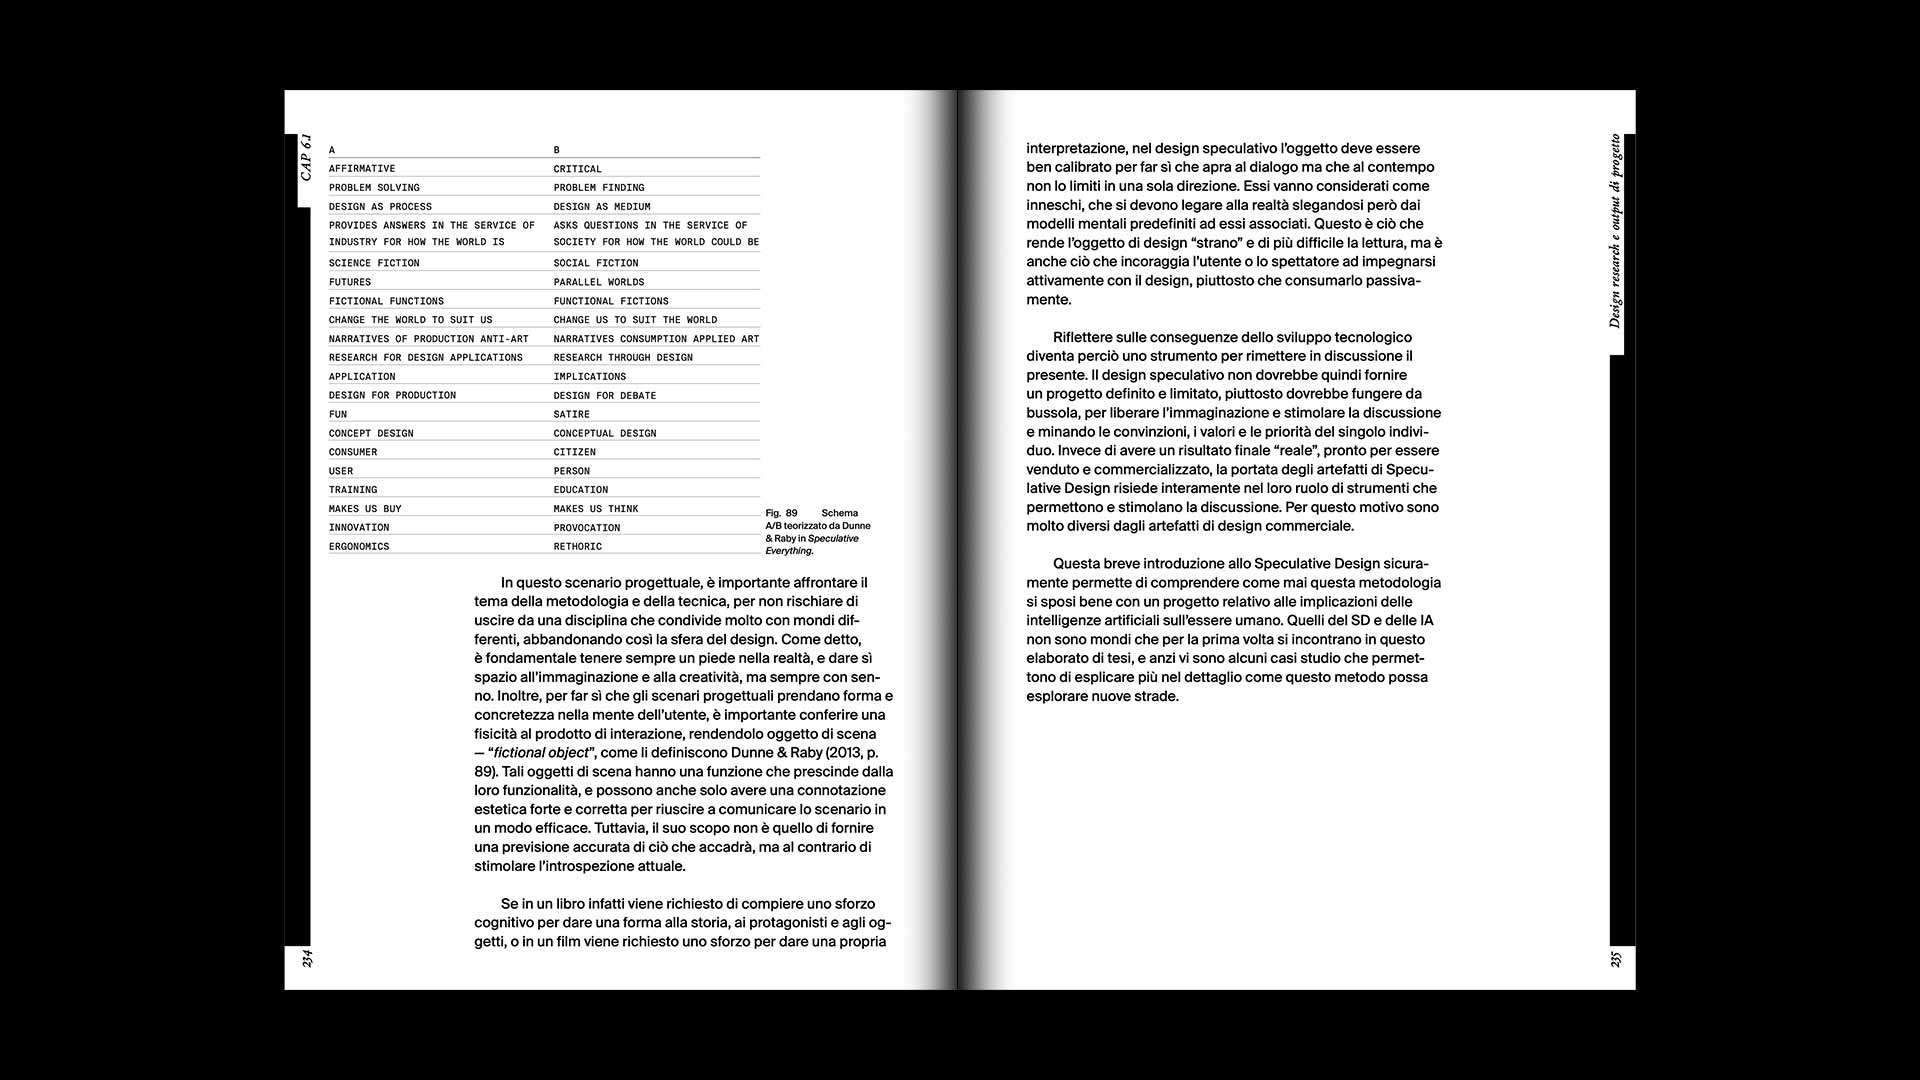 CAP 6.1
A B
AFFIRMATIVE CRITICAL
PROBLEM SOLVING PROBLEM FINDING
DESIGN AS PROCESS DESIGN AS MEDIUM
PROVIDES ANSWERS IN THE SERVICE OF ASKS QUESTIONS IN THE SERVICE OF
INDUSTRY FOR HOW THE WORLD IS SOCIETY FOR HOW THE WORLD COULD BE
SCIENCE FICTION SOCIAL FICTION
FUTURES PARALLEL WORLDS
FICTIONAL FUNCTIONS FUNCTIONAL FICTIONS
CHANGE THE WORLD TO SUIT US CHANGE US TO SUIT THE WORLD
NARRATIVES OF PRODUCTION ANTI-ART NARRATIVES CONSUMPTION APPLIED ART
RESEARCH FOR DESIGN APPLICATIONS RESEARCH THROUGH DESIGN
APPLICATION IMPLICATIONS
DESIGN FOR PRODUCTION DESIGN FOR DEBATE
FUN SATIRE
CONCEPT DESIGN CONCEPTUAL DESIGN
CONSUMER CITIZEN
USER PERSON
TRAINING EDUCATION
MAKES US BUY MAKES US THINK
INNOVATION PROVOCATION
ERGONOMICS RETHORIC
Fig. 89 Schema
A/B teorizzato da Dunne
& Raby in Speculative
Everything.
In questo scenario progettuale, è importante affrontare il
tema della metodologia e della tecnica, per non rischiare di
uscire da una disciplina che condivide molto con mondi dif-
ferenti, abbandonando così la sfera del design. Come detto,
è fondamentale tenere sempre un piede nella realtà, e dare sì
spazio all’immaginazione e alla creatività, ma sempre con sen-
no. Inoltre, per far sì che gli scenari progettuali prendano forma e
concretezza nella mente dell’utente, è importante conferire una
fisicità al prodotto di interazione, rendendolo oggetto di scena
— “fictional object”, come li definiscono Dunne & Raby (2013, p.
89). Tali oggetti di scena hanno una funzione che prescinde dalla
loro funzionalità, e possono anche solo avere una connotazione
estetica forte e corretta per riuscire a comunicare lo scenario in
un modo efficace. Tuttavia, il suo scopo non è quello di fornire
una previsione accurata di ciò che accadrà, ma al contrario di
stimolare l’introspezione attuale.
Se in un libro infatti viene richiesto di compiere uno sforzo
cognitivo per dare una forma alla storia, ai protagonisti e agli og-
getti, o in un film viene richiesto uno sforzo per dare una propria
234
interpretazione, nel design speculativo l’oggetto deve essere
ben calibrato per far sì che apra al dialogo ma che al contempo
non lo limiti in una sola direzione. Essi vanno considerati come
inneschi, che si devono legare alla realtà slegandosi però dai
modelli mentali predefiniti ad essi associati. Questo è ciò che
rende l’oggetto di design “strano” e di più difficile la lettura, ma è
anche ciò che incoraggia l’utente o lo spettatore ad impegnarsi
attivamente con il design, piuttosto che consumarlo passiva-
mente.
Riflettere sulle conseguenze dello sviluppo tecnologico
diventa perciò uno strumento per rimettere in discussione il
presente. Il design speculativo non dovrebbe quindi fornire
un progetto definito e limitato, piuttosto dovrebbe fungere da
bussola, per liberare l’immaginazione e stimolare la discussione
e minando le convinzioni, i valori e le priorità del singolo indivi-
duo. Invece di avere un risultato finale “reale”, pronto per essere
venduto e commercializzato, la portata degli artefatti di Specu-
lative Design risiede interamente nel loro ruolo di strumenti che
permettono e stimolano la discussione. Per questo motivo sono
molto diversi dagli artefatti di design commerciale.
Questa breve introduzione allo Speculative Design sicura-
mente permette di comprendere come mai questa metodologia
si sposi bene con un progetto relativo alle implicazioni delle
intelligenze artificiali sull’essere umano. Quelli del SD e delle IA
non sono mondi che per la prima volta si incontrano in questo
elaborato di tesi, e anzi vi sono alcuni casi studio che permet-
tono di esplicare più nel dettaglio come questo metodo possa
esplorare nuove strade.
Design research e output di progetto
235